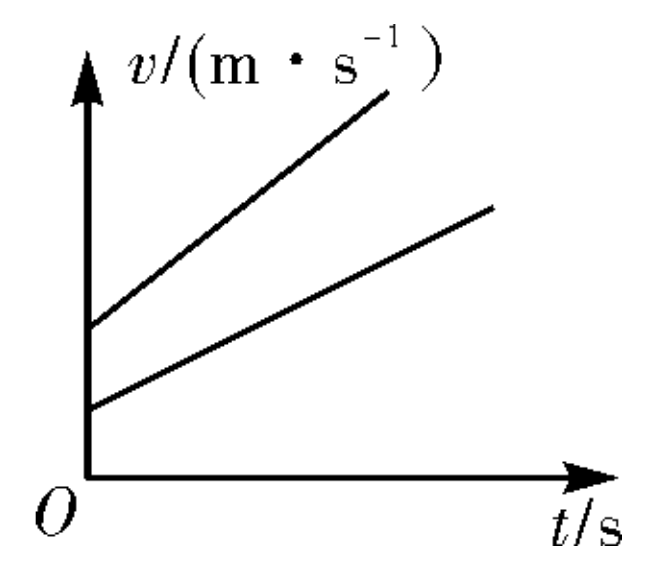 v/(m · s⁻¹)
O
t/s